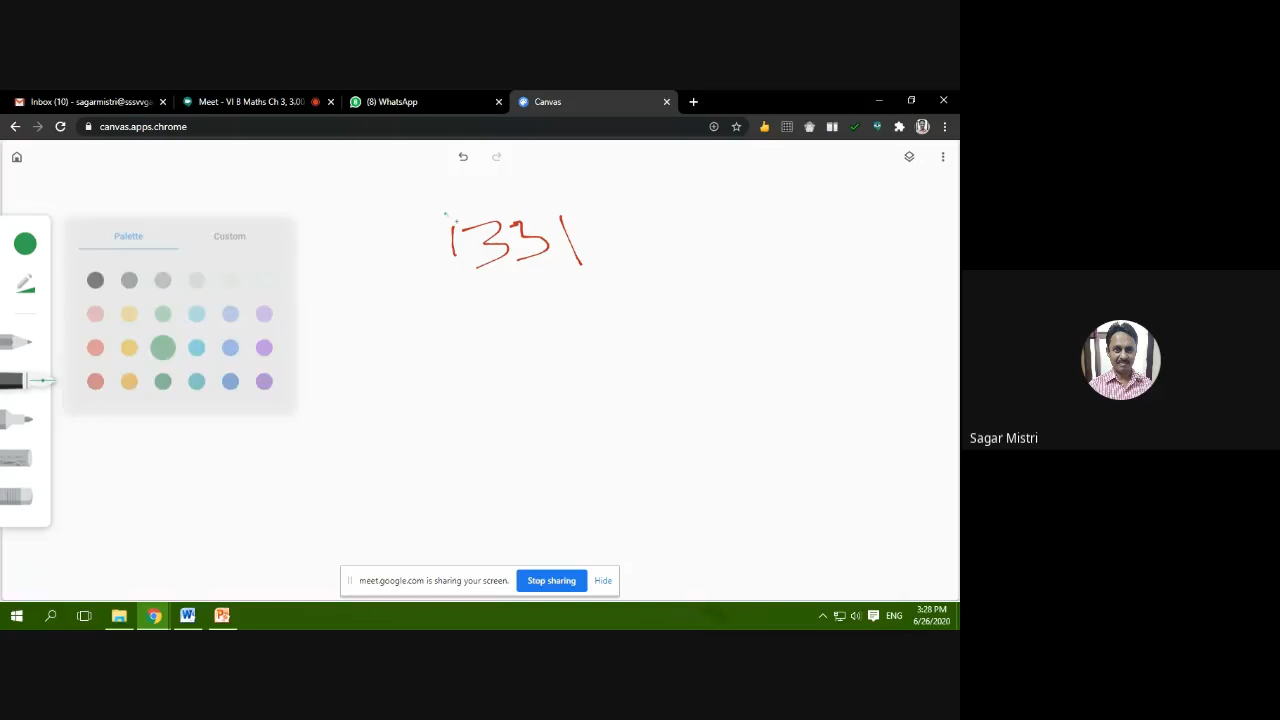 Inbox (10) - sagarmistri@sssvvga
Meet - VI B Maths Ch 3, 3.00
(8) WhatsApp
Canvas
canvas.apps.chrome
Palette
Custom
1331
Sagar Mistri
meet.google.com is sharing your screen.
Stop sharing
Hide
ENG
3:28 PM
6/26/2020